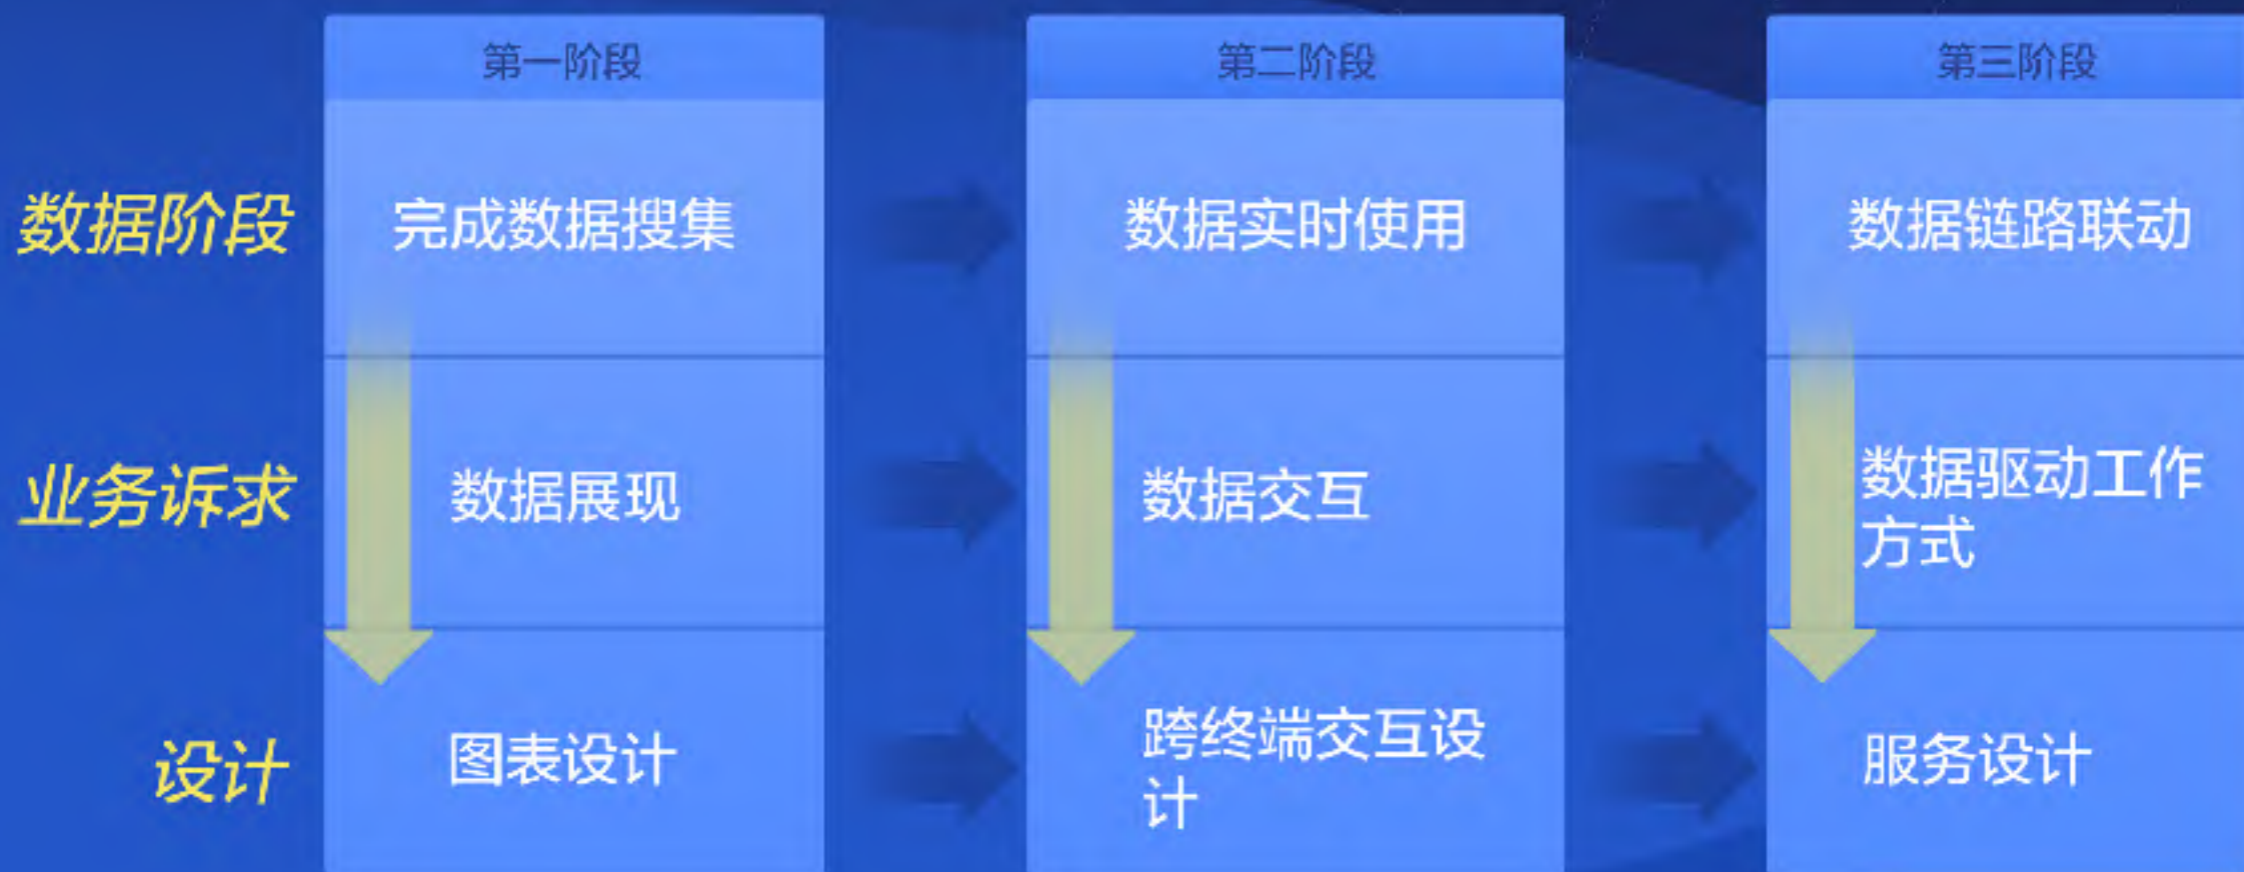 第一阶段
第二阶段
第三阶段
数据阶段
完成数据搜集
数据实时使用
数据链路联动
业务诉求
数据展现
数据交互
数据驱动工作
方式
设计
图表设计
跨终端交互设
计
服务设计